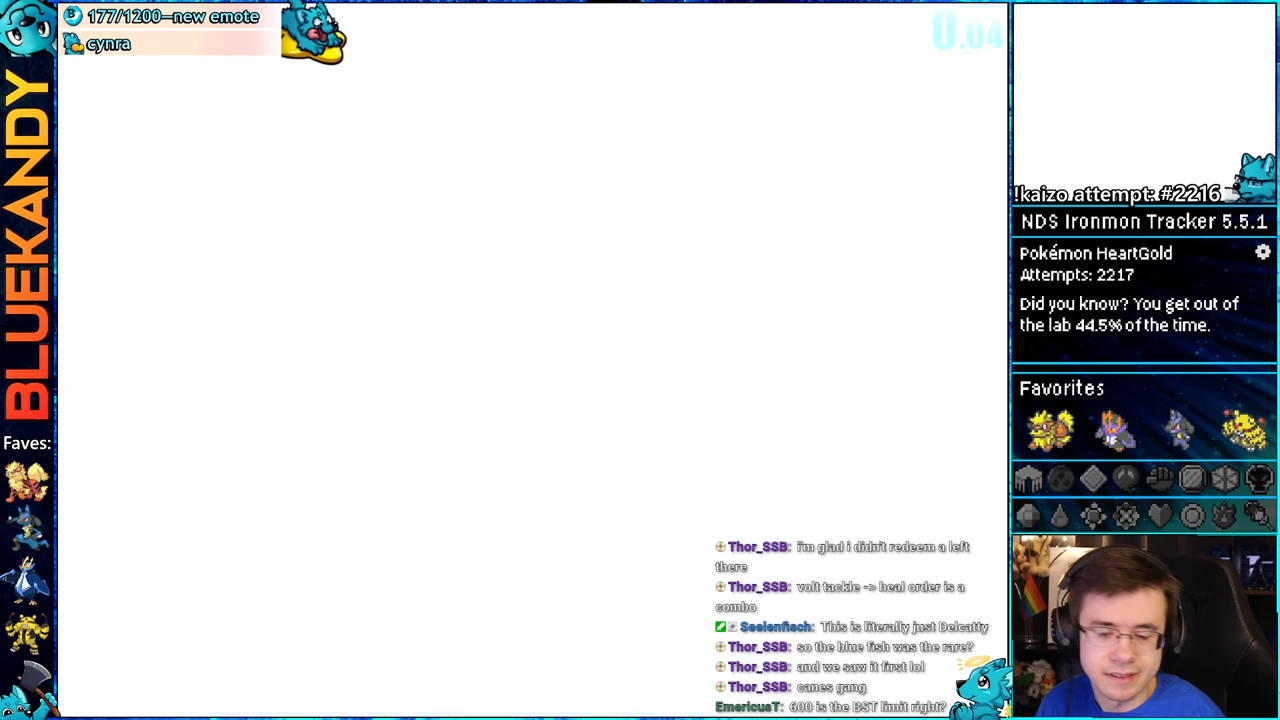 177/1200—new emote
cynra
0.04
BLUEKANDY
Faves:
!kaizo attempt: #2216
NDS Ironmon Tracker 5.5.1
Pokémon HeartGold
Attempts: 2217
Did you know? You get out of
the lab 44.5% of the time.
Favorites
Thor_SSB: i'm glad i didn't redeem a left
there
Thor_SSB: volt tackle -> heal order is a
combo
Seelenfisch: This is literally just Delcatty
Thor_SSB: so the blue fish was the rare?
Thor_SSB: and we saw it first lol
Thor_SSB: canes gang
EmericusT: 600 is the BST limit right?